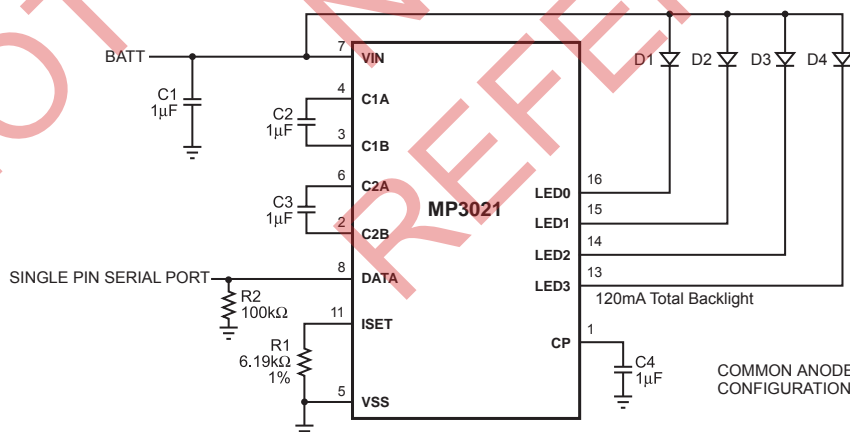 BATT
7
VIN
C1
1µF
4
C1A
C2
1µF
3
C1B
6
C2A
C3
1µF
2
C2B
MP3021
D1
D2
D3
D4
16
LED0
15
LED1
14
LED2
13
LED3
120mA Total Backlight
SINGLE PIN SERIAL PORT
8
DATA
R2
100kΩ
11
ISET
R1
6.19kΩ
1%
5
VSS
1
CP
C4
1µF
COMMON ANODE
CONFIGURATION